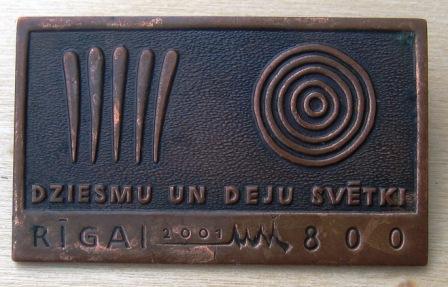 DZIESMU UN DEJU SVĒTKI
RĪGAI 2001 800